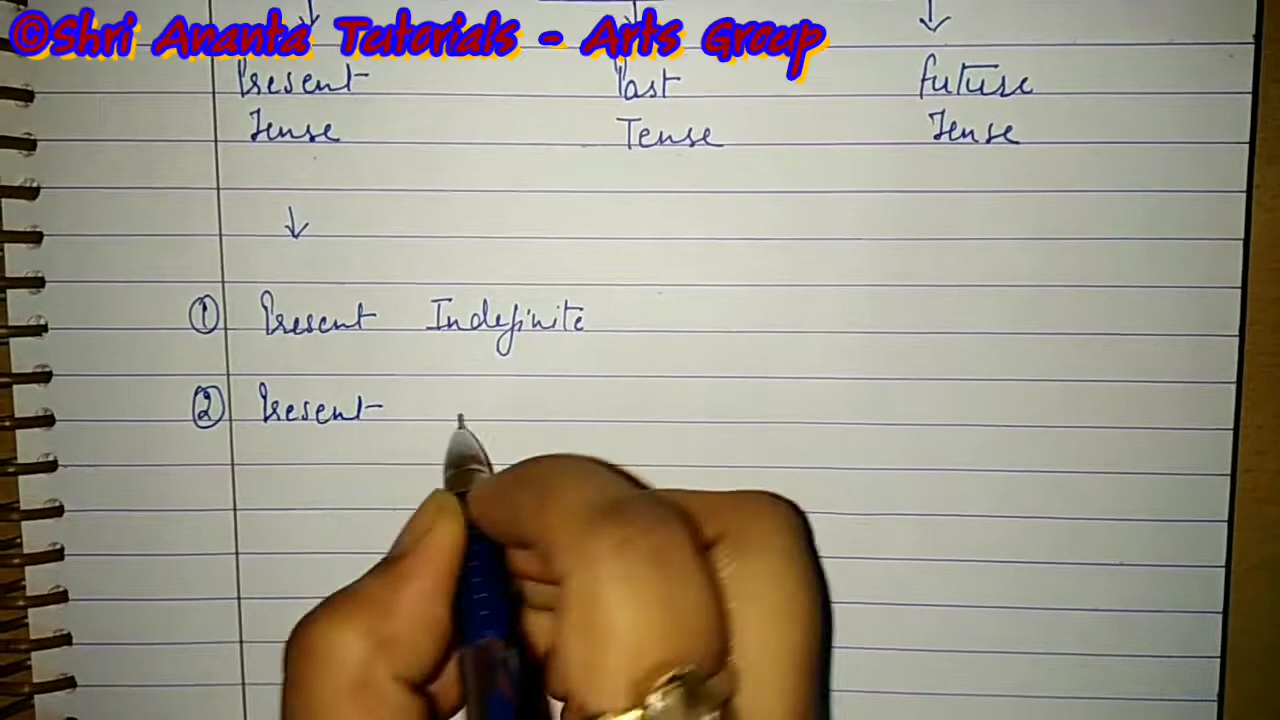 ©Shri Ananta Tutorials - Arts Group
Present Past Future
Tense Tense Tense
① Present Indefinite
② Present